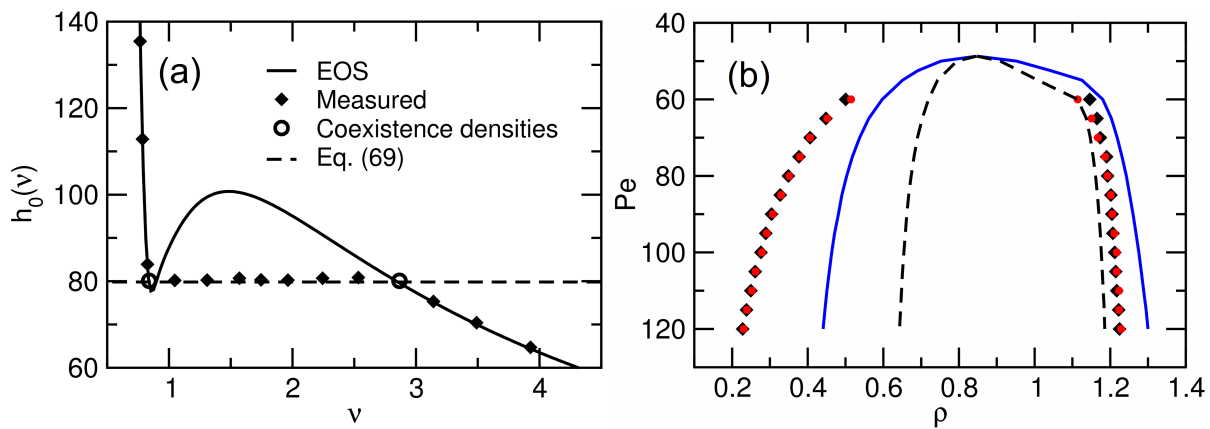 (a)
EOS
Measured
Coexistence densities
Eq. (69)
h₀(ν)
140
120
100
80
60
1
2
3
4
ν
(b)
Pe
40
60
80
100
120
0.2
0.4
0.6
0.8
1
1.2
1.4
ρ